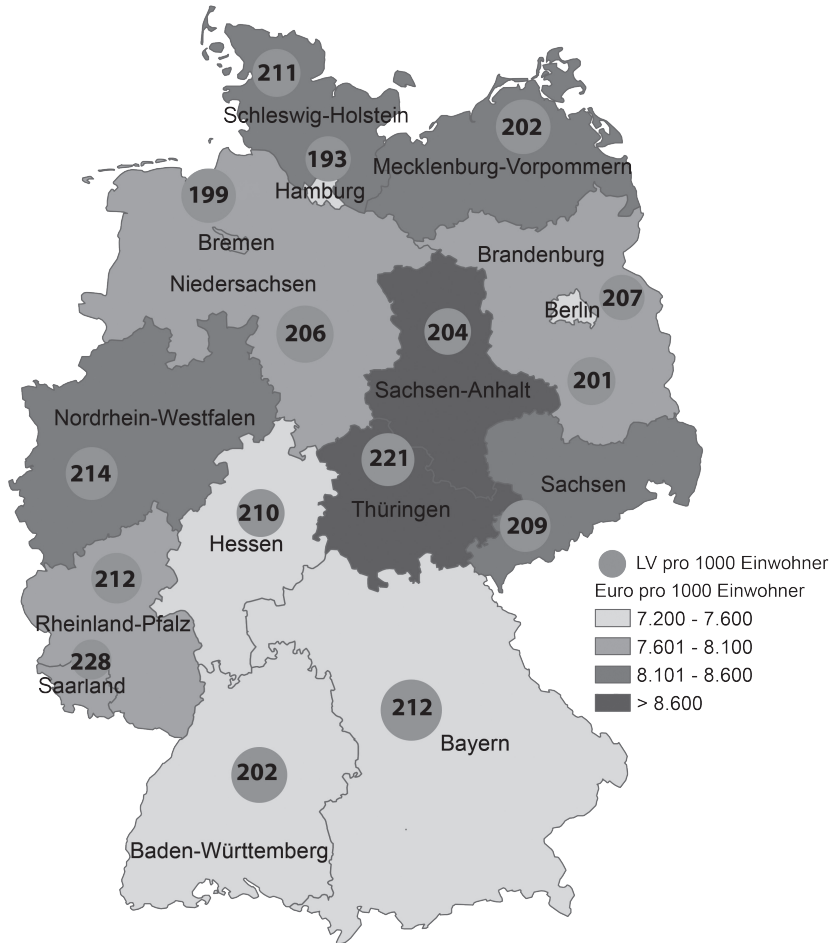 211
Schleswig-Holstein
202
193
Mecklenburg-Vorpommern
Hamburg
199
Bremen
Brandenburg
Niedersachsen
207
Berlin
206
204
201
Sachsen-Anhalt
Nordrhein-Westfalen
221
214
Sachsen
Thüringen
210
209
Hessen
212
Rheinland-Pfalz
228
Saarland
212
Bayern
202
Baden-Württemberg
LV pro 1000 Einwohner
Euro pro 1000 Einwohner
7.200 - 7.600
7.601 - 8.100
8.101 - 8.600
> 8.600